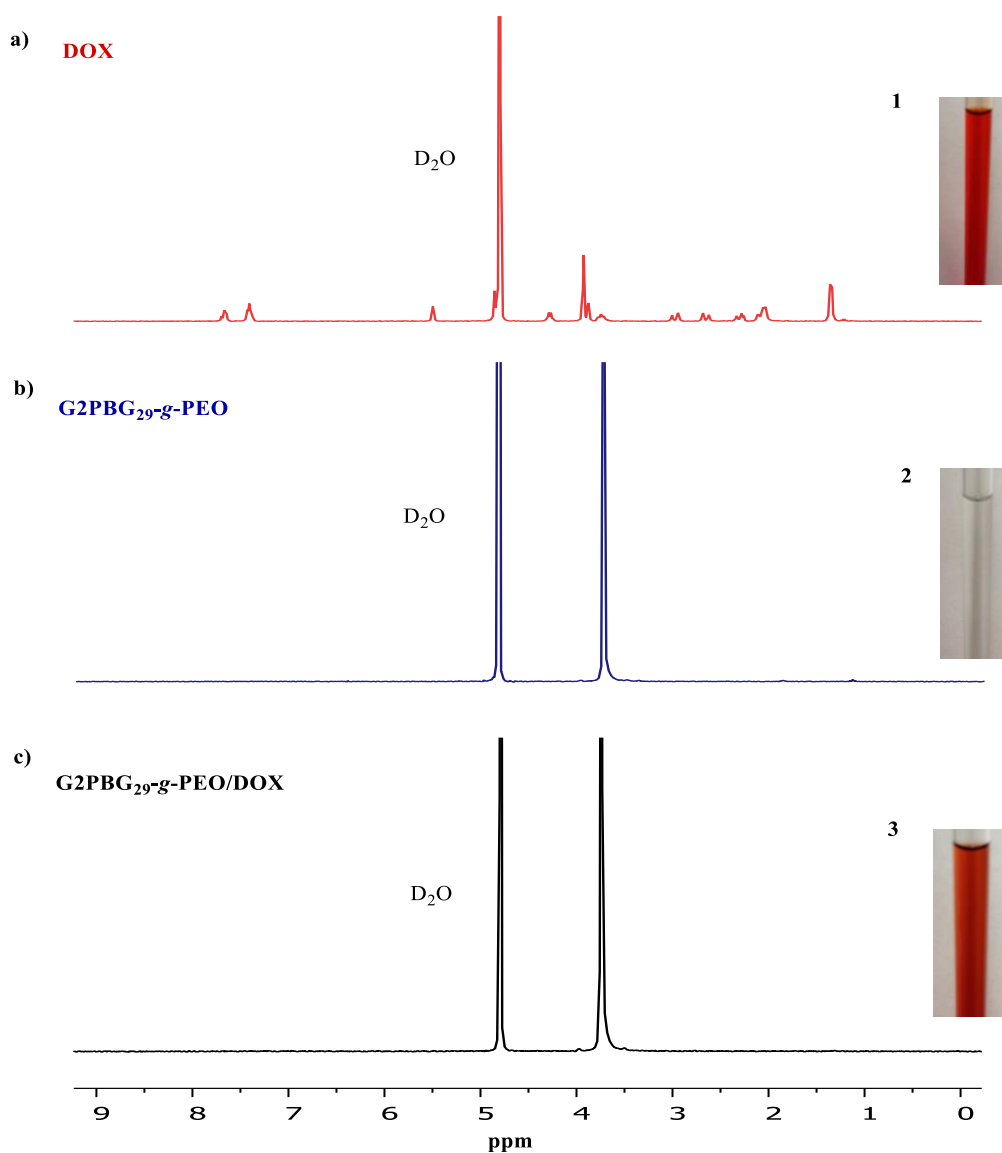 a)
DOX
1
D₂O
b)
G2PBG₂₉-g-PEO
2
D₂O
c)
G2PBG₂₉-g-PEO/DOX
3
D₂O
9 8 7 6 5 4 3 2 1 0
ppm